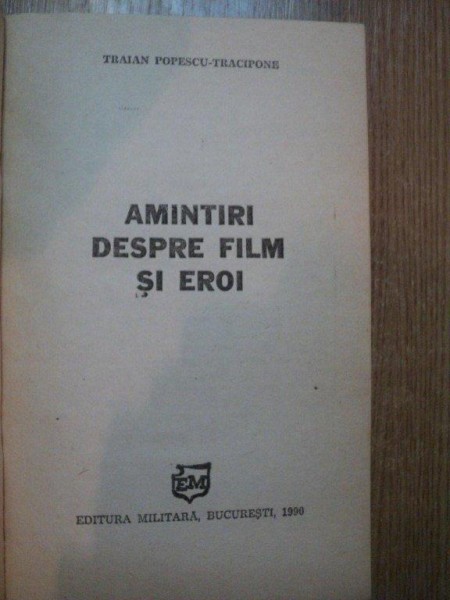 TRAIAN POPESCU-TRACIPONE
AMINTIRI
DESPRE FILM
ȘI EROI
EM
EDITURA MILITARĂ, BUCUREȘTI, 1990